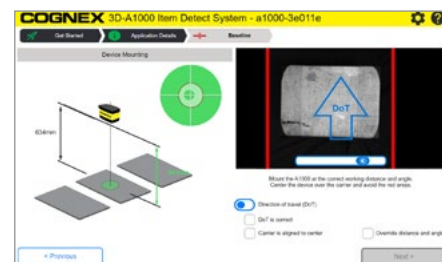 COGNEX 3D-A1000 Item Detect System - a1000-3e011e
Get Started
Application Details
Baseline
Device Mounting
634mm
DoT
Mount the A1000 at the correct working distance and angle.
Center the device over the carrier and avoid the red areas.
Direction of travel (DoT)
DoT is correct
Carrier is aligned to center
Override distance and angle
< Previous
Next >